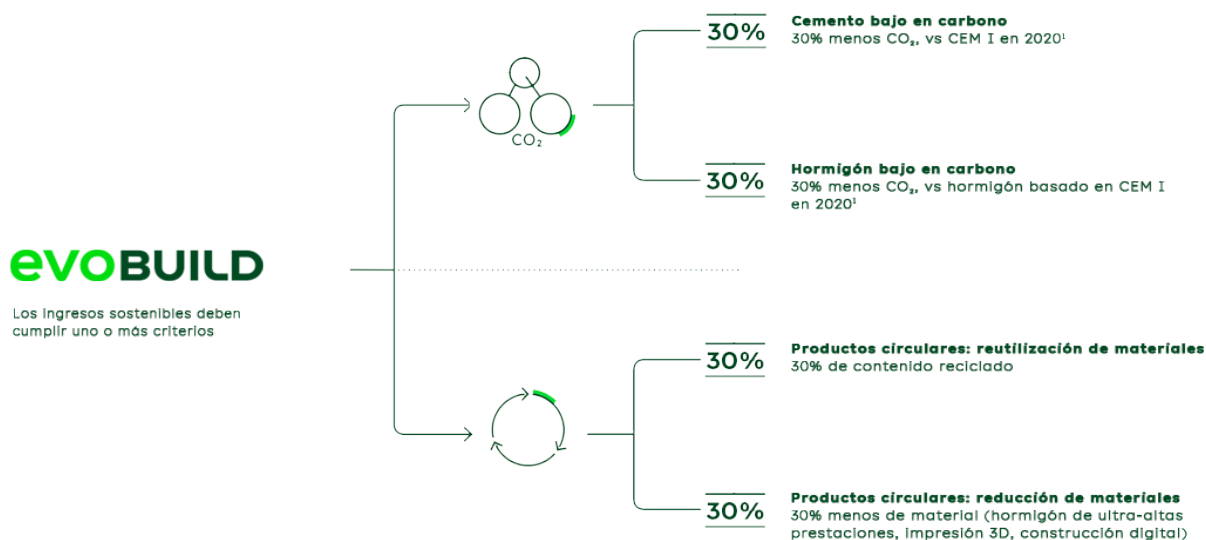 30%
Cemento bajo en carbono
30% menos CO₂, vs CEM I en 2020¹
CO₂
30%
Hormigón bajo en carbono
30% menos CO₂, vs hormigón basado en CEM I
en 2020¹
evoBUILD
Los ingresos sostenibles deben
cumplir uno o más criterios
30%
Productos circulares: reutilización de materiales
30% de contenido reciclado
30%
Productos circulares: reducción de materiales
30% menos de material (hormigón de ultra-altas
prestaciones, impresión 3D, construcción digital)